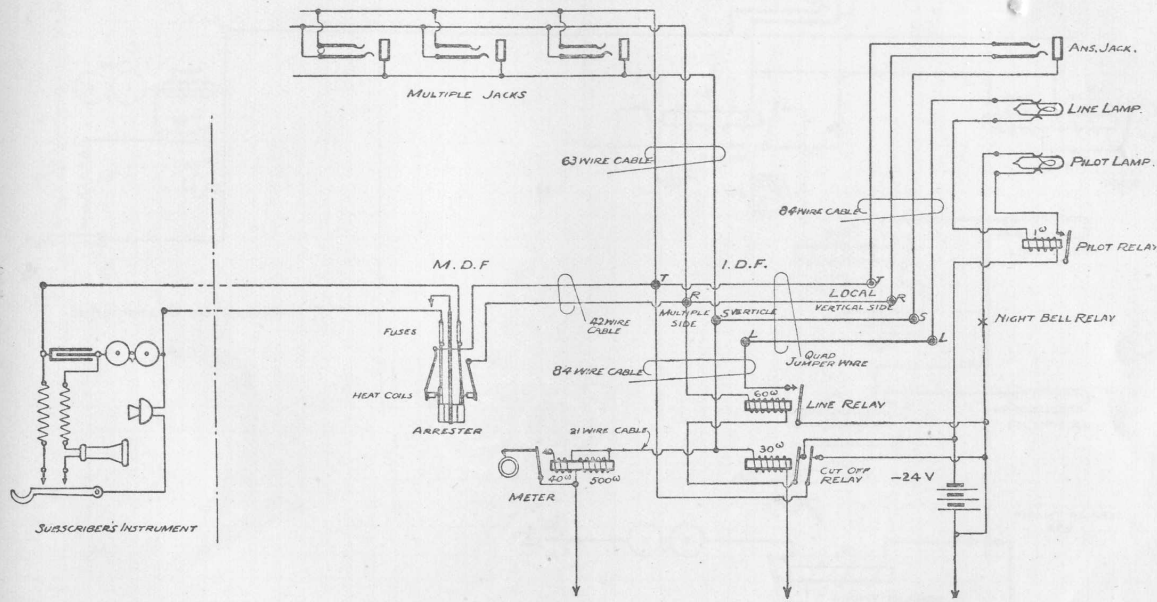 MULTIPLE JACKS
ANS. JACK.
LINE LAMP.
PILOT LAMP.
63 WIRE CABLE
84 WIRE CABLE
1ω
PILOT RELAY
M.D.F
I.D.F.
T
R
MULTIPLE
SIDE
S VERTICLE
L
T
LOCAL
R
VERTICAL SIDE
S
L
NIGHT BELL RELAY
FUSES
42 WIRE
CABLE
QUAD
JUMPER WIRE
84 WIRE CABLE
HEAT COILS
ARRESTER
60ω
LINE RELAY
21 WIRE CABLE
30ω
CUT OFF
RELAY
-24V
40ω
500ω
METER
SUBSCRIBER'S INSTRUMENT